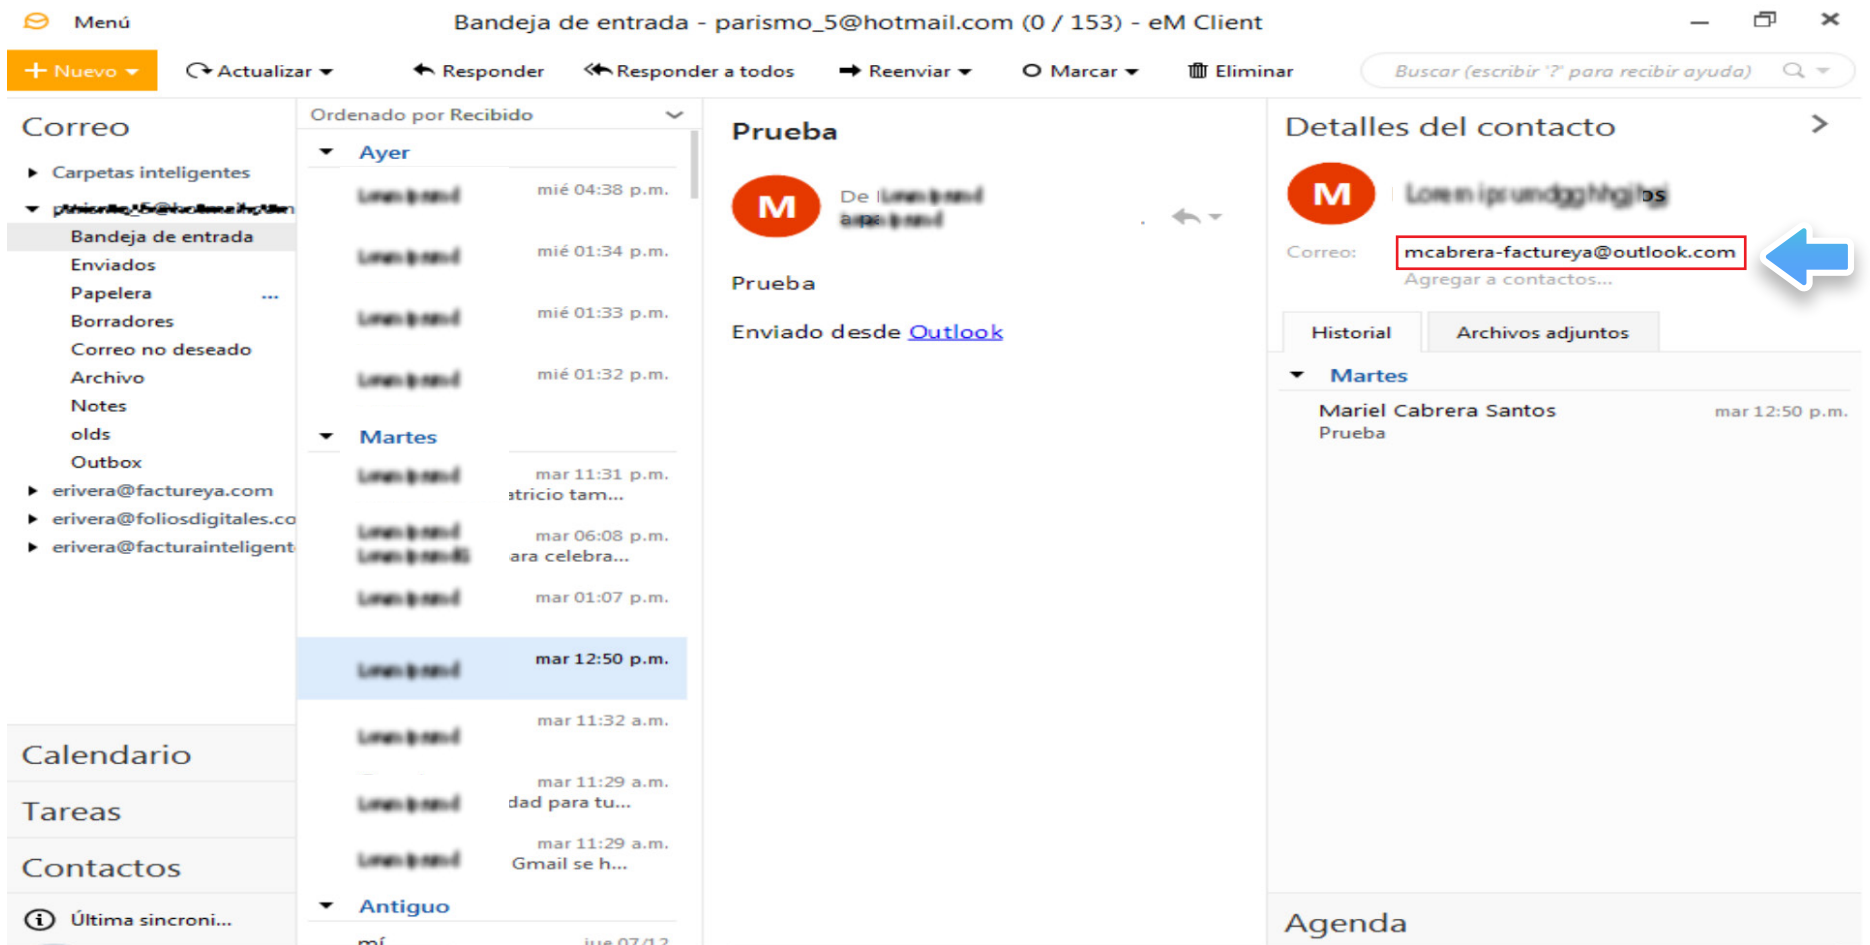 Menú
Bandeja de entrada - parismo_5@hotmail.com (0 / 153) - eM Client
Nuevo
Actualizar
Responder
Responder a todos
Reenviar
Marcar
Eliminar
Buscar (escribir '?' para recibir ayuda)
Correo
Carpetas inteligentes
Bandeja de entrada
Enviados
Papelera ...
Borradores
Correo no deseado
Archivo
Notes
olds
Outbox
erivera@factureya.com
erivera@foliosdigitales.co
erivera@facturainteligent
Calendario
Tareas
Contactos
Última sincroni...
Ordenado por Recibido
Ayer
mié 04:38 p.m.
mié 01:34 p.m.
mié 01:33 p.m.
mié 01:32 p.m.
Martes
mar 11:31 p.m.
atricio tam...
mar 06:08 p.m.
ara celebra...
mar 01:07 p.m.
mar 12:50 p.m.
mar 11:32 a.m.
mar 11:29 a.m.
dad para tu...
mar 11:29 a.m.
Gmail se h...
Antiguo
mí
jue 07/12
Prueba
M
De
Prueba
Enviado desde Outlook
Detalles del contacto
M
Correo: mcabrera-factureya@outlook.com
Agregar a contactos...
Historial
Archivos adjuntos
Martes
Mariel Cabrera Santos mar 12:50 p.m.
Prueba
Agenda